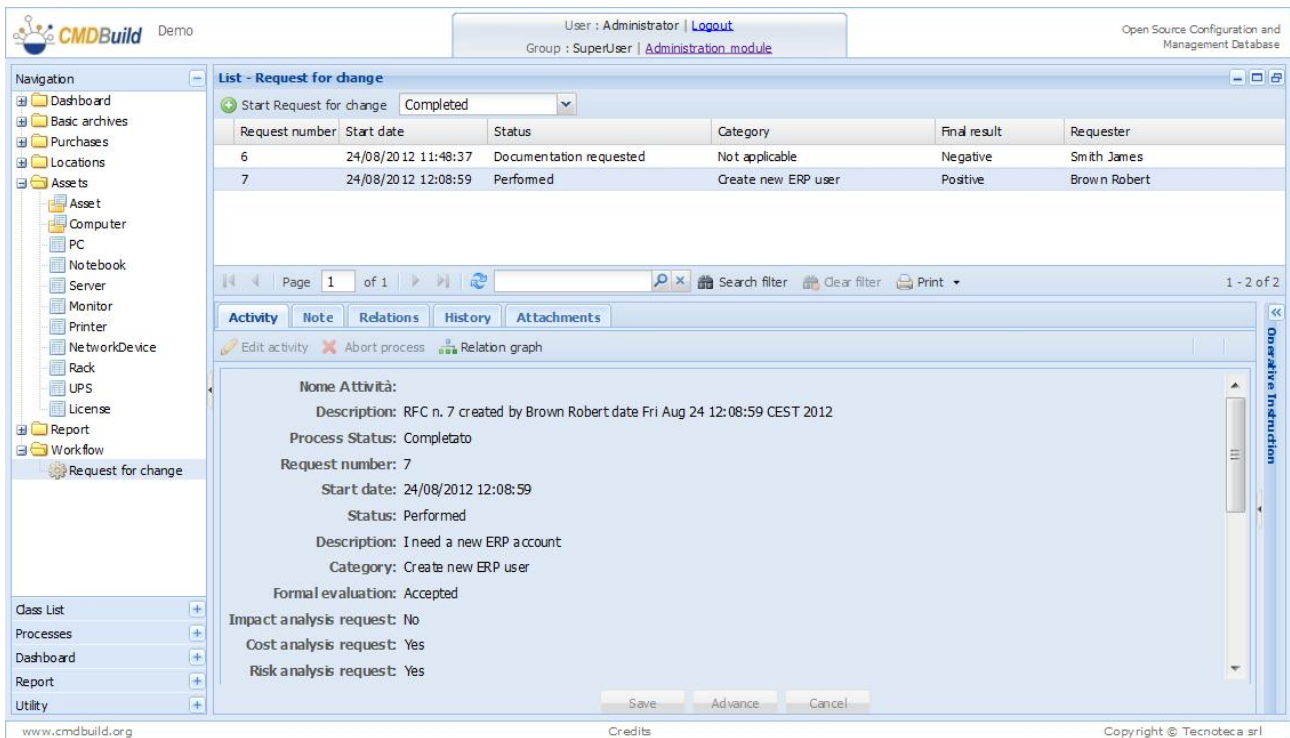 CMDBuild Demo
User : Administrator | Logout
Group : SuperUser | Administration module
Open Source Configuration and
Management Database
Navigation
Dashboard
Basic archives
Purchases
Locations
Assets
Asset
Computer
PC
Notebook
Server
Monitor
Printer
NetworkDevice
Rack
UPS
License
Report
Workflow
Request for change
Class List
Processes
Dashboard
Report
Utility
List - Request for change
Start Request for change Completed
Request number Start date Status Category Final result Requester
6 24/08/2012 11:48:37 Documentation requested Not applicable Negative Smith James
7 24/08/2012 12:08:59 Performed Create new ERP user Positive Brown Robert
Page 1 of 1 Search filter Clear filter Print 1 - 2 of 2
Activity Note Relations History Attachments
Edit activity Abort process Relation graph
Nome Attività:
Description: RFC n. 7 created by Brown Robert date Fri Aug 24 12:08:59 CEST 2012
Process Status: Completato
Request number: 7
Start date: 24/08/2012 12:08:59
Status: Performed
Description: I need a new ERP account
Category: Create new ERP user
Formal evaluation: Accepted
Impact analysis request: No
Cost analysis request: Yes
Risk analysis request: Yes
Save Advance Cancel
Operative Instruction
www.cmdbuild.org Credits Copyright © Tecnoteca srl